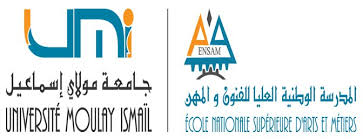 umi
جامعة مولاي إسماعيل
UNIVERSITÉ MOULAY ISMAÏL
ENSAM
المدرسة الوطنية العليا للفنون و المهن
ÉCOLE NATIONALE SUPÉRIEURE D'ARTS ET MÉTIERS